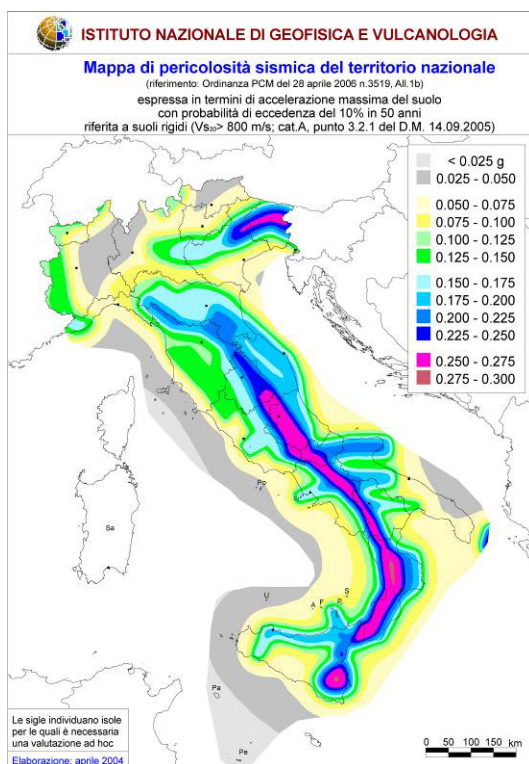 ISTITUTO NAZIONALE DI GEOFISICA E VULCANOLOGIA
Mappa di pericolosità sismica del territorio nazionale
(riferimento: Ordinanza PCM del 28 aprile 2006 n.3519, All.1b)
espressa in termini di accelerazione massima del suolo
con probabilità di eccedenza del 10% in 50 anni
riferita a suoli rigidi (Vs30> 800 m/s; cat.A, punto 3.2.1 del D.M. 14.09.2005)
< 0.025 g
0.025 - 0.050
0.050 - 0.075
0.075 - 0.100
0.100 - 0.125
0.125 - 0.150
0.150 - 0.175
0.175 - 0.200
0.200 - 0.225
0.225 - 0.250
0.250 - 0.275
0.275 - 0.300
Po
Sa
U
A
F
P
S
Pa
Pe
Le sigle individuano isole
per le quali è necessaria
una valutazione ad hoc
Elaborazione: aprile 2004
0 50 100 150 km